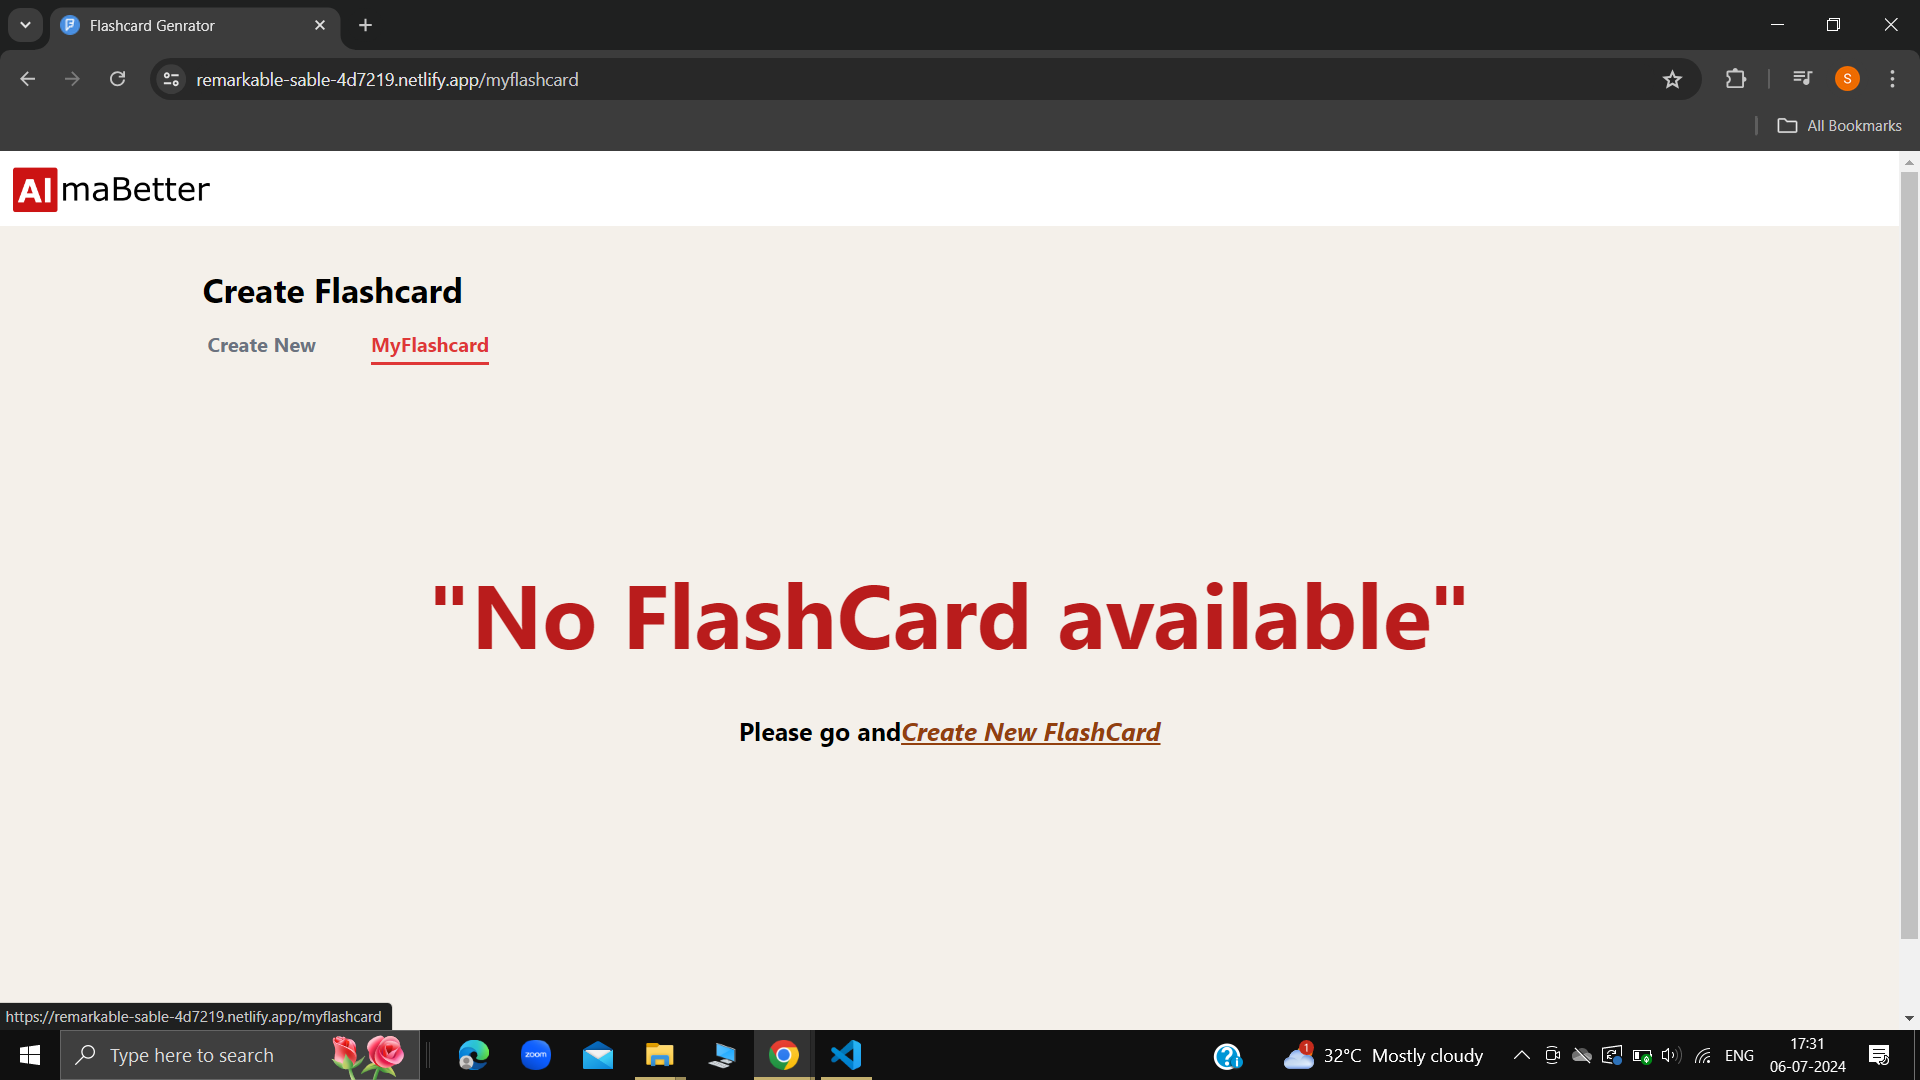 Flashcard Genrator
remarkable-sable-4d7219.netlify.app/myflashcard
S
All Bookmarks
AlmaBetter
Create Flashcard
Create New MyFlashcard
"No FlashCard available"
Please go andCreate New FlashCard
https://remarkable-sable-4d7219.netlify.app/myflashcard
Type here to search
zoom
1
32°C Mostly cloudy
ENG
17:31
06-07-2024